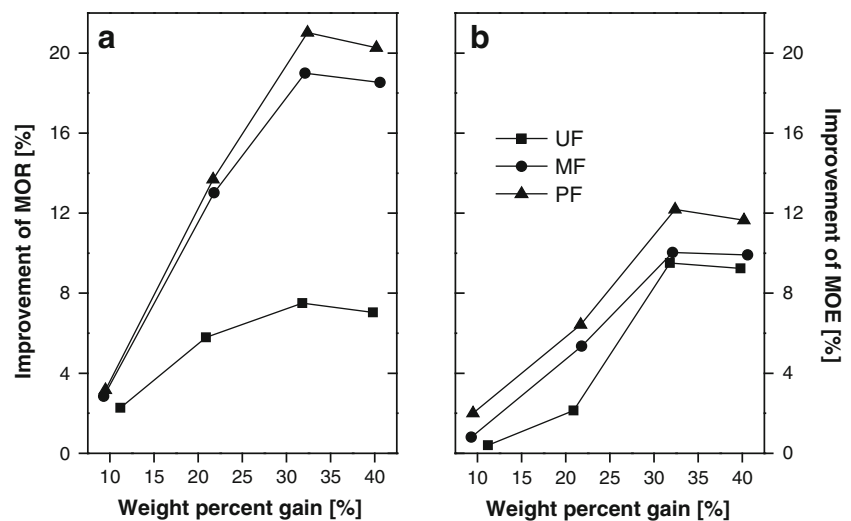 a
b
Improvement of MOR [%]
20
16
12
8
4
0
10 15 20 25 30 35 40
Weight percent gain [%]
UF
MF
PF
10 15 20 25 30 35 40
Weight percent gain [%]
20
16
12
8
4
0
Improvement of MOE
[%]